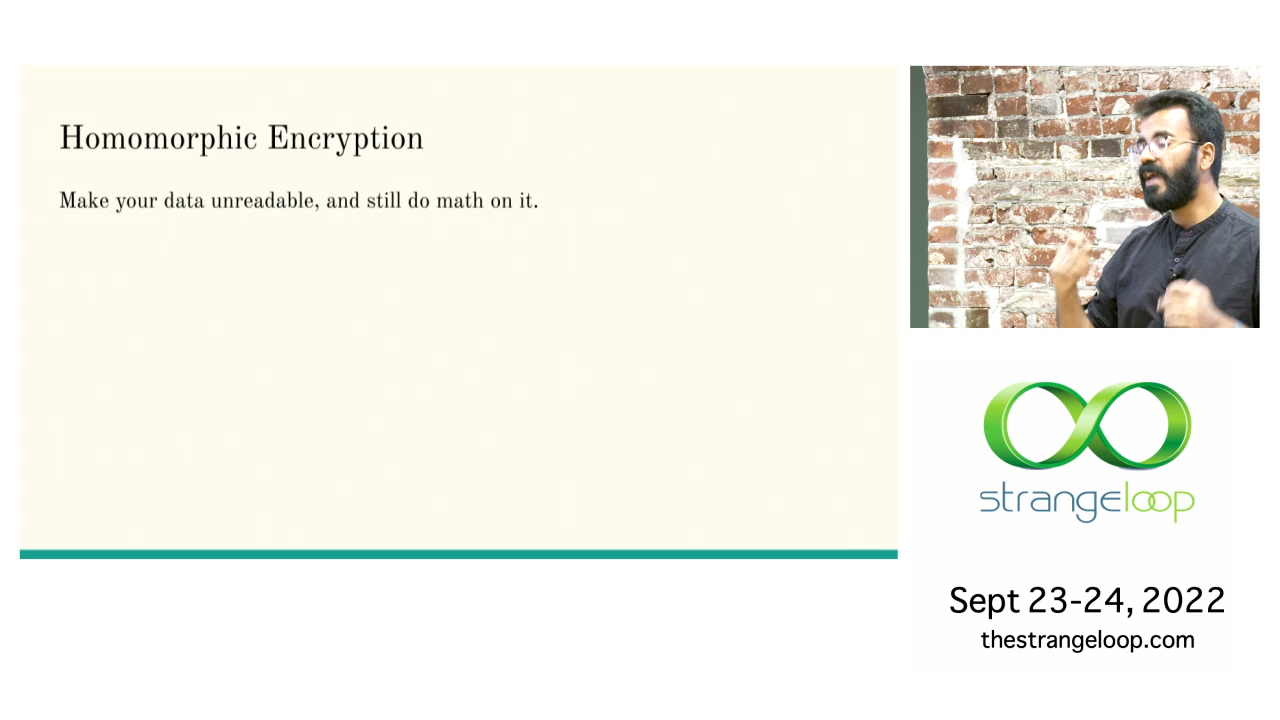 Homomorphic Encryption
Make your data unreadable, and still do math on it.
strangeloop
Sept 23-24, 2022
thestrangeloop.com